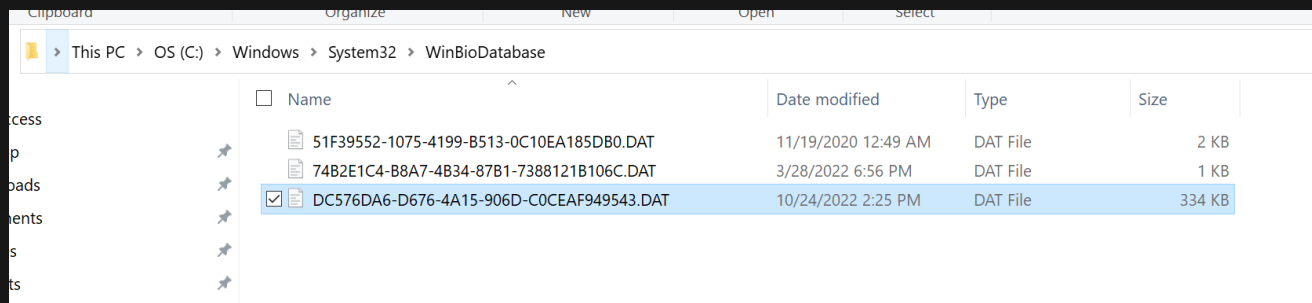 Clipboard Organize New Open Select
This PC > OS (C:) > Windows > System32 > WinBioDatabase
Name Date modified Type Size
ccess
51F39552-1075-4199-B513-0C10EA185DB0.DAT 11/19/2020 12:49 AM DAT File 2 KB
p
74B2E1C4-B8A7-4B34-87B1-7388121B106C.DAT 3/28/2022 6:56 PM DAT File 1 KB
oads
DC576DA6-D676-4A15-906D-C0CEAF949543.DAT 10/24/2022 2:25 PM DAT File 334 KB
nents
s
ts